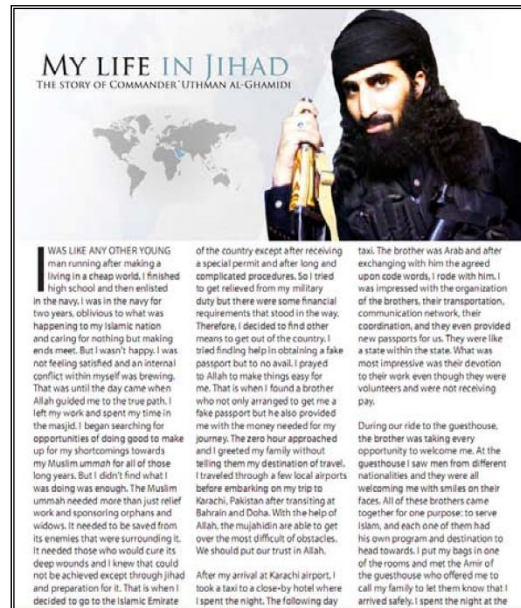 MY LIFE IN JIHAD
THE STORY OF COMMANDER 'UTHMAN AL-GHAMIDI
I WAS LIKE ANY OTHER YOUNG
man running after making a
living in a cheap world. I finished
high school and then enlisted
in the navy. I was in the navy for
two years, oblivious to what was
happening to my Islamic nation
and caring for nothing but making
ends meet. But I wasn't happy. I was
not feeling satisfied and an internal
conflict within myself was brewing.
That was until the day came when
Allah guided me to the true path. I
left my work and spent my time in
the masjid. I began searching for
opportunities of doing good to make
up for my shortcomings towards
my Muslim ummah for all of those
long years. But I didn't find what I
was doing was enough. The Muslim
ummah needed more than just relief
work and sponsoring orphans and
widows. It needed to be saved from
its enemies that were surrounding it.
It needed those who would cure its
deep wounds and I knew that could
not be achieved except through jihad
and preparation for it. That is when I
decided to go to the Islamic Emirate
of the country except after receiving
a special permit and after long and
complicated procedures. So I tried
to get relieved from my military
duty but there were some financial
requirements that stood in the way.
Therefore, I decided to find other
means to get out of the country. I
tried finding help in obtaining a fake
passport but to no avail. I prayed
to Allah to make things easy for
me. That is when I found a brother
who not only arranged to get me a
fake passport but he also provided
me with the money needed for my
journey. The zero hour approached
and I greeted my family without
telling them my destination of travel.
I traveled through a few local airports
before embarking on my trip to
Karachi, Pakistan after transiting at
Bahrain and Doha. With the help of
Allah, the mujahidin are able to get
over the most difficult of obstacles.
We should put our trust in Allah.
After my arrival at Karachi airport, I
took a taxi to a close-by hotel where
I spent the night. The following day
taxi. The brother was Arab and after
exchanging with him the agreed
upon code words, I rode with him. I
was impressed with the organization
of the brothers, their transportation,
communication network, their
coordination, and they even provided
new passports for us. They were like
a state within the state. What was
most impressive was their devotion
to their work even though they were
volunteers and were not receiving
pay.
During our ride to the guesthouse,
the brother was taking every
opportunity to welcome me. At the
guesthouse I saw men from different
nationalities and they were all
welcoming me with smiles on their
faces. All of these brothers came
together for one purpose: to serve
Islam, and each one of them had
his own program and destination to
head towards. I put my bags in one
of the rooms and met the Amir of
the guesthouse who offered me to
call my family to let them know that I
arrived safely. I spent the night at the